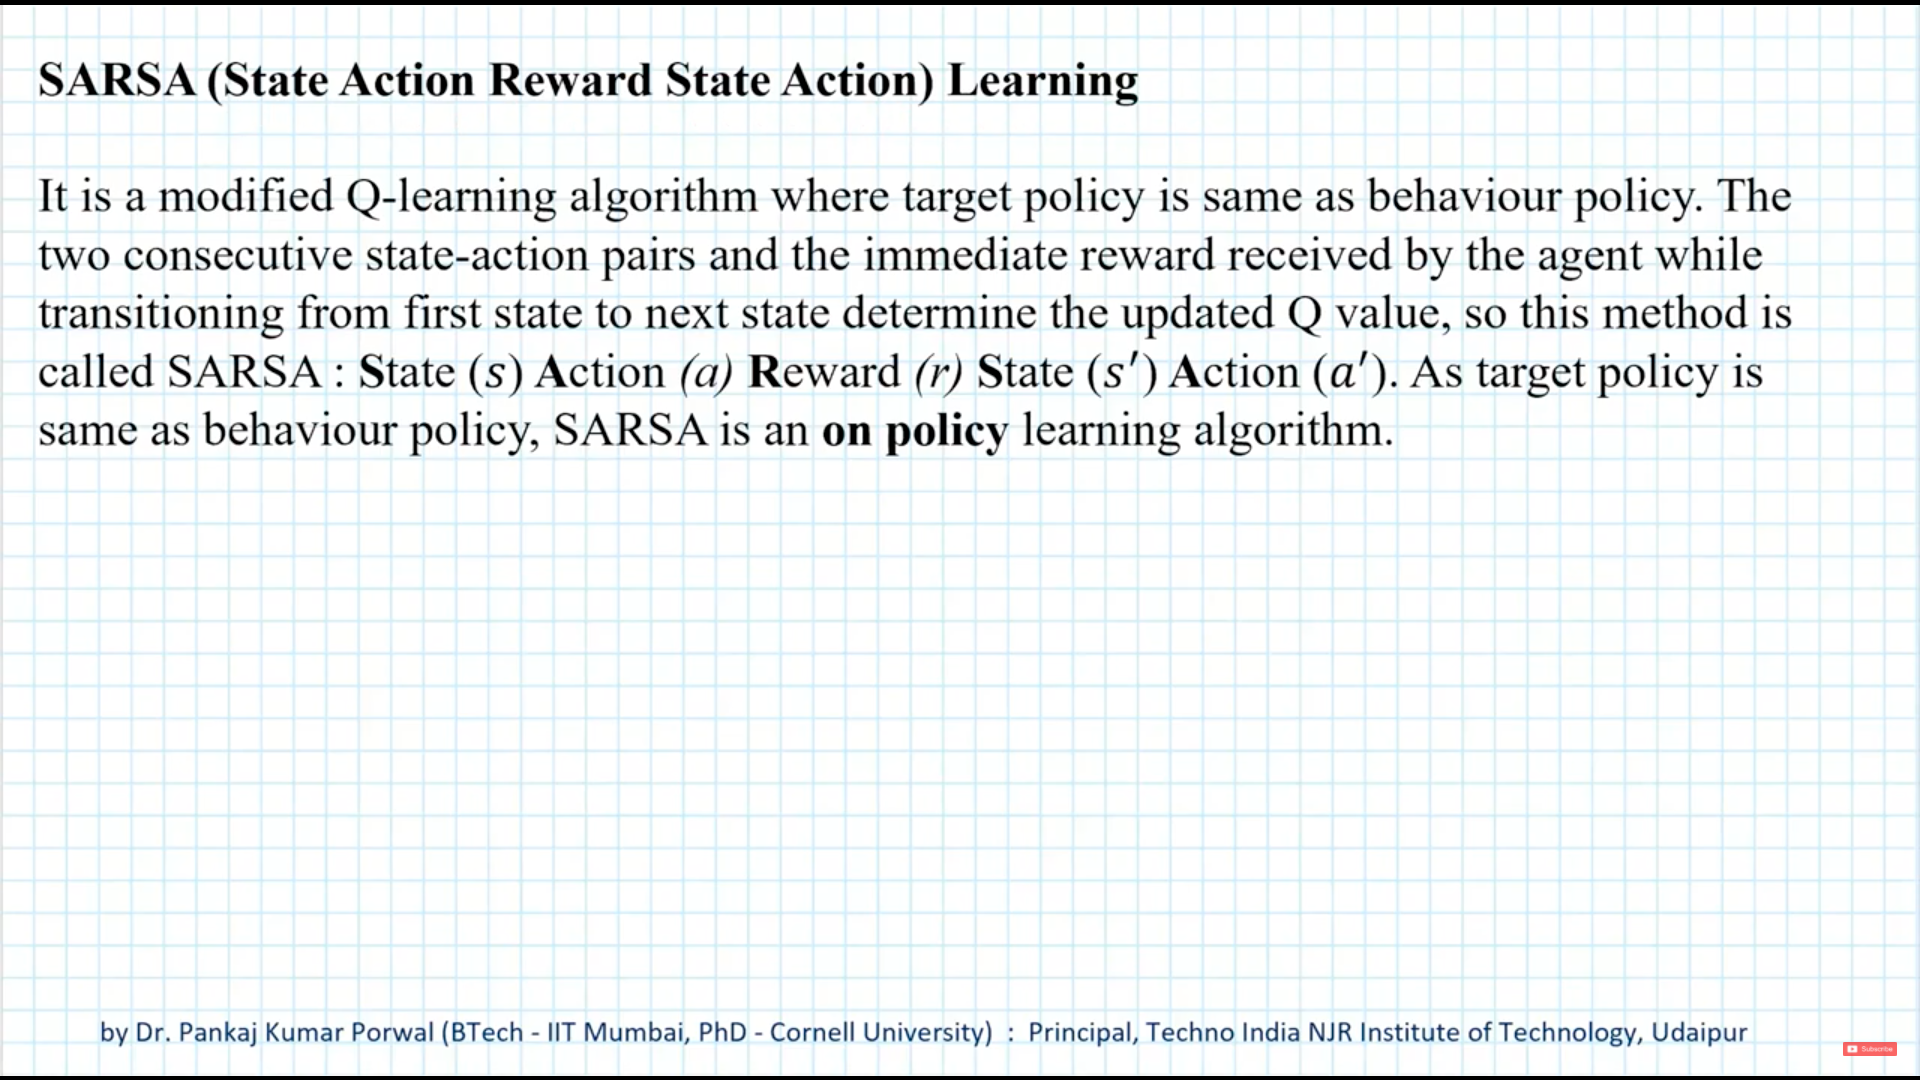 SARSA (State Action Reward State Action) Learning
It is a modified Q-learning algorithm where target policy is same as behaviour policy. The
two consecutive state-action pairs and the immediate reward received by the agent while
transitioning from first state to next state determine the updated Q value, so this method is
called SARSA : State (s) Action (a) Reward (r) State (s′) Action (a′). As target policy is
same as behaviour policy, SARSA is an on policy learning algorithm.
by Dr. Pankaj Kumar Porwal (BTech - IIT Mumbai, PhD - Cornell University) : Principal, Techno India NJR Institute of Technology, Udaipur
Subscribe